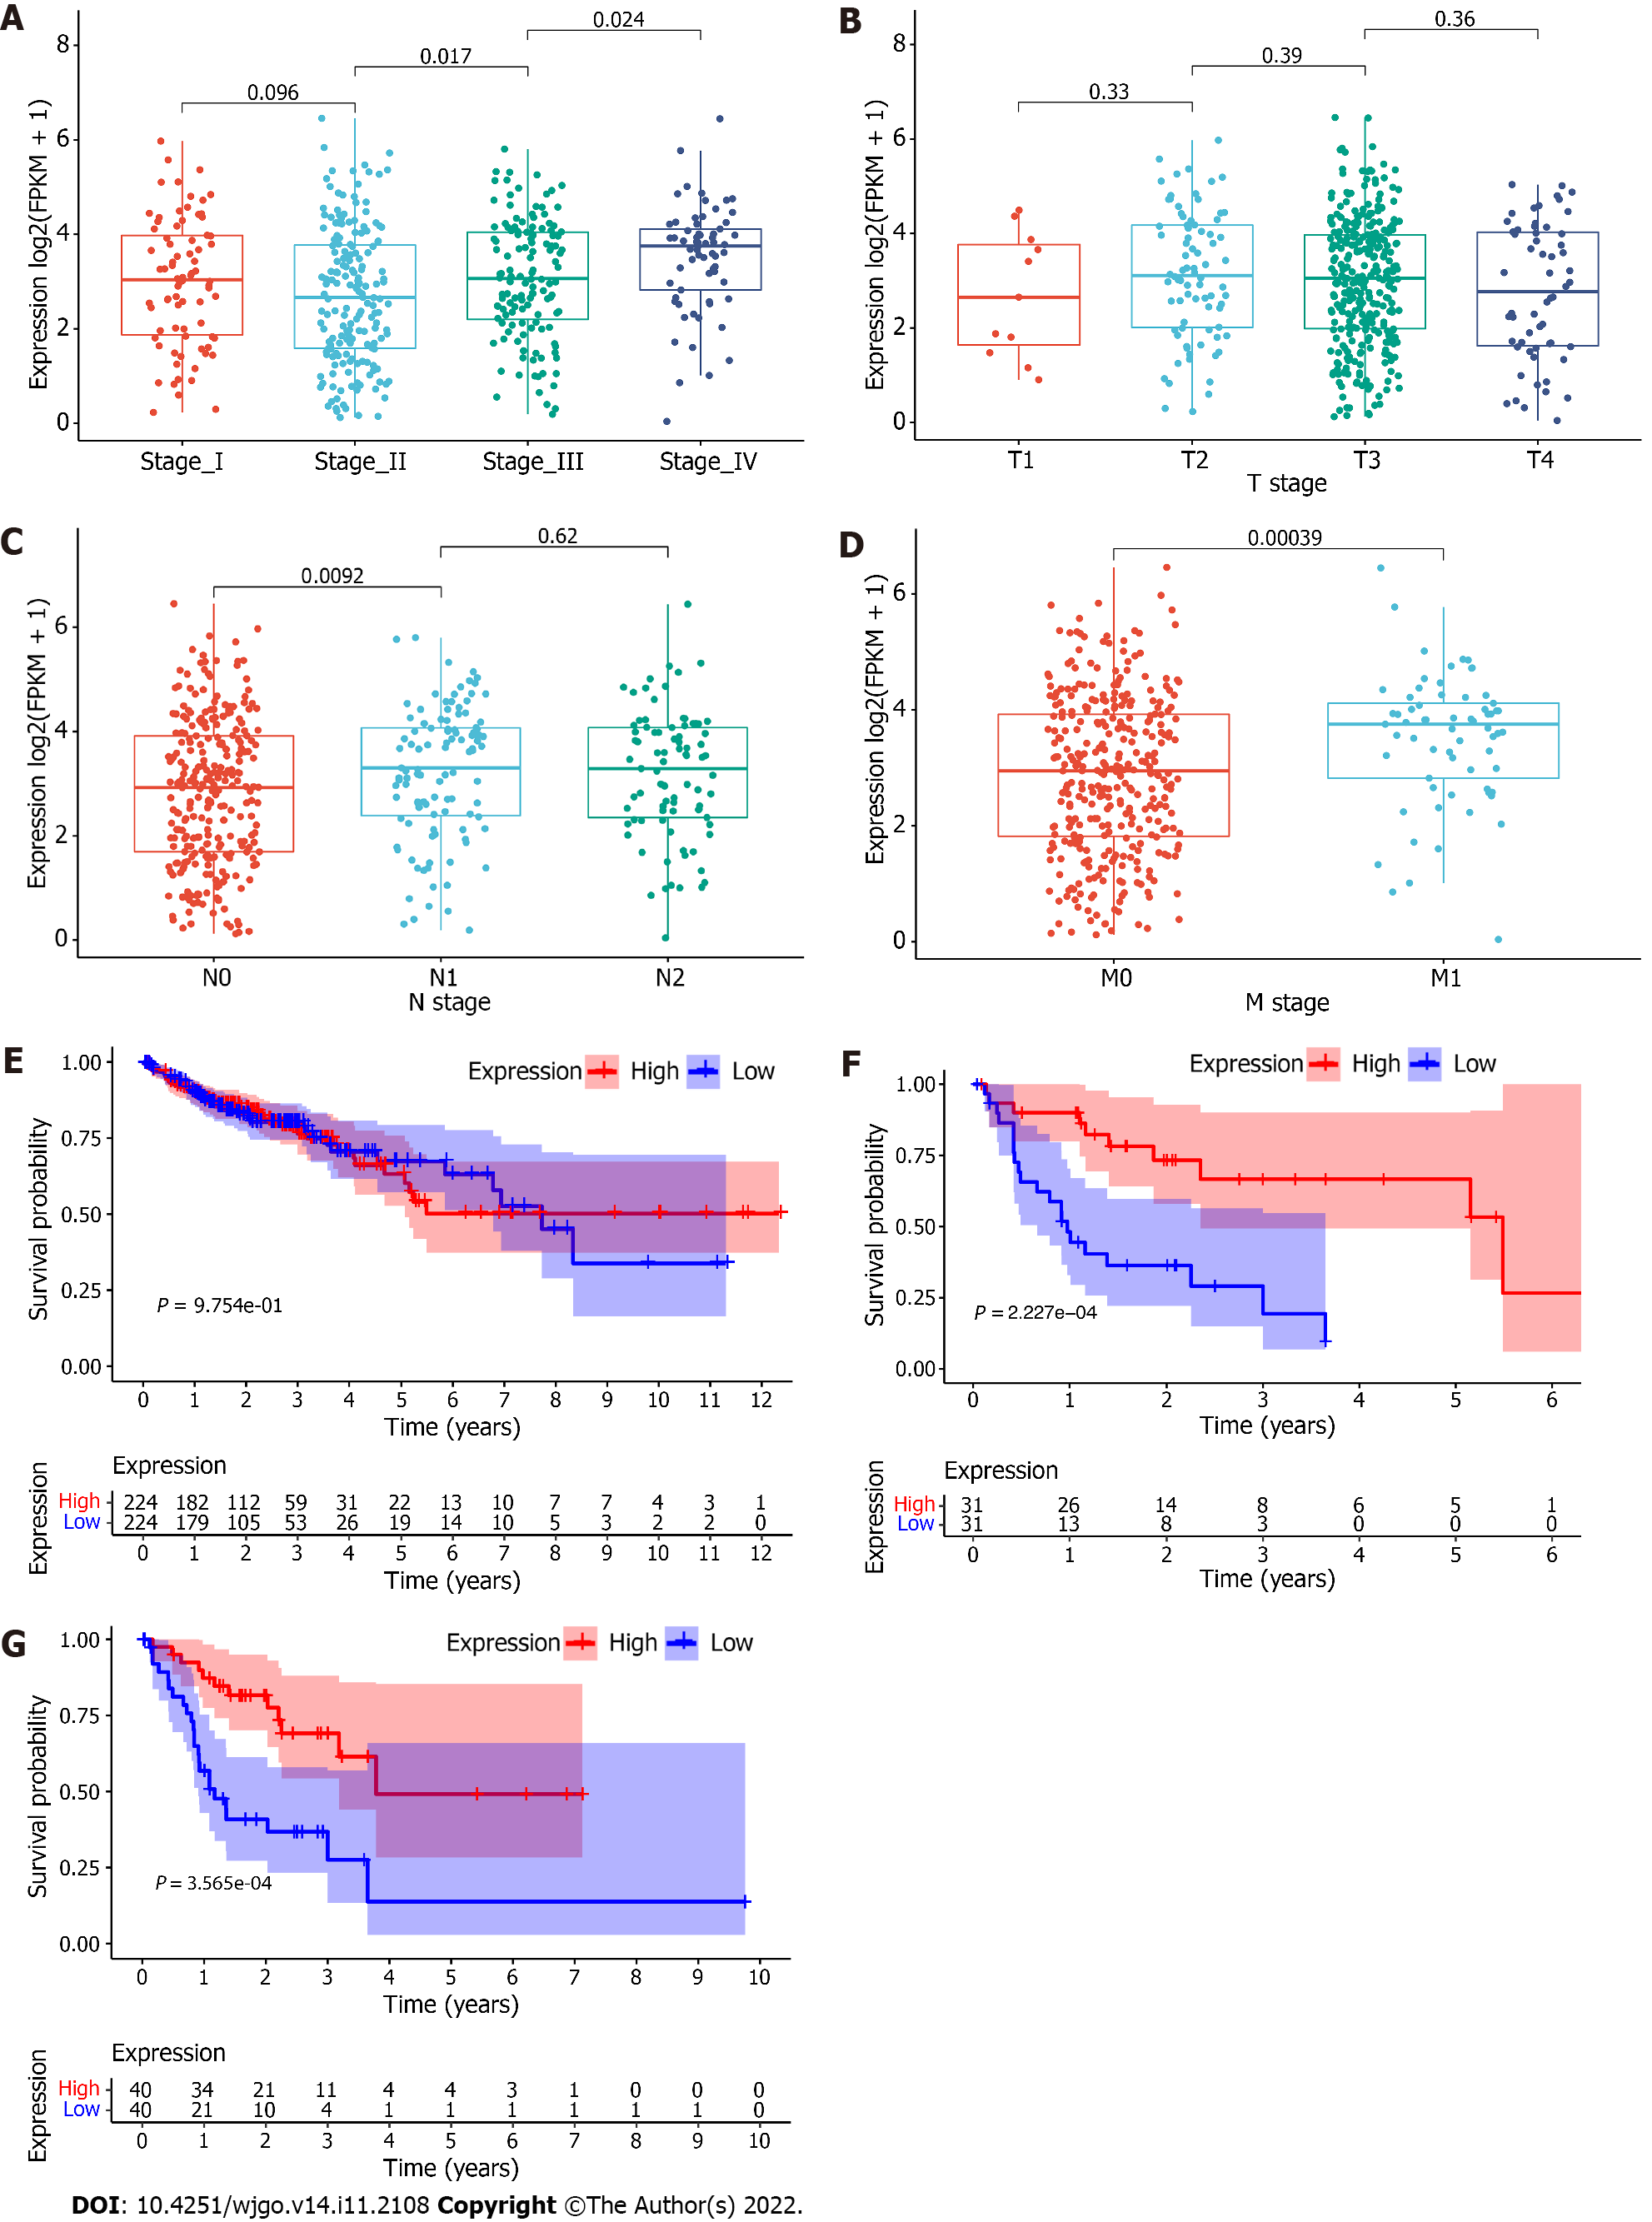 A
0.024
0.017
0.096
8
6
4
2
0
Expression log2(FPKM + 1)
Stage_I Stage_II Stage_III Stage_IV
B
0.36
0.39
0.33
8
6
4
2
0
Expression log2(FPKM + 1)
T1 T2 T3 T4
T stage
C
0.62
0.0092
6
4
2
0
Expression log2(FPKM + 1)
N0 N1 N2
N stage
D
0.00039
6
4
2
0
Expression log2(FPKM + 1)
M0 M1
M stage
E
Expression High Low
1.00
0.75
0.50
0.25
0.00
Survival probability
P = 9.754e-01
0 1 2 3 4 5 6 7 8 9 10 11 12
Time (years)
Expression
Expression
High 224 182 112 59 31 22 13 10 7 7 4 3 1
Low 224 179 105 53 26 19 14 10 5 3 2 2 0
0 1 2 3 4 5 6 7 8 9 10 11 12
Time (years)
F
Expression High Low
1.00
0.75
0.50
0.25
0.00
Survival probability
P = 2.227e–04
0 1 2 3 4 5 6
Time (years)
Expression
Expression
High 31 26 14 8 6 5 1
Low 31 13 8 3 0 0 0
0 1 2 3 4 5 6
Time (years)
G
Expression High Low
1.00
0.75
0.50
0.25
0.00
Survival probability
P = 3.565e-04
0 1 2 3 4 5 6 7 8 9 10
Time (years)
Expression
Expression
High 40 34 21 11 4 4 3 1 0 0 0
Low 40 21 10 4 1 1 1 1 1 1 0
0 1 2 3 4 5 6 7 8 9 10
Time (years)
DOI: 10.4251/wjgo.v14.i11.2108 Copyright ©The Author(s) 2022.